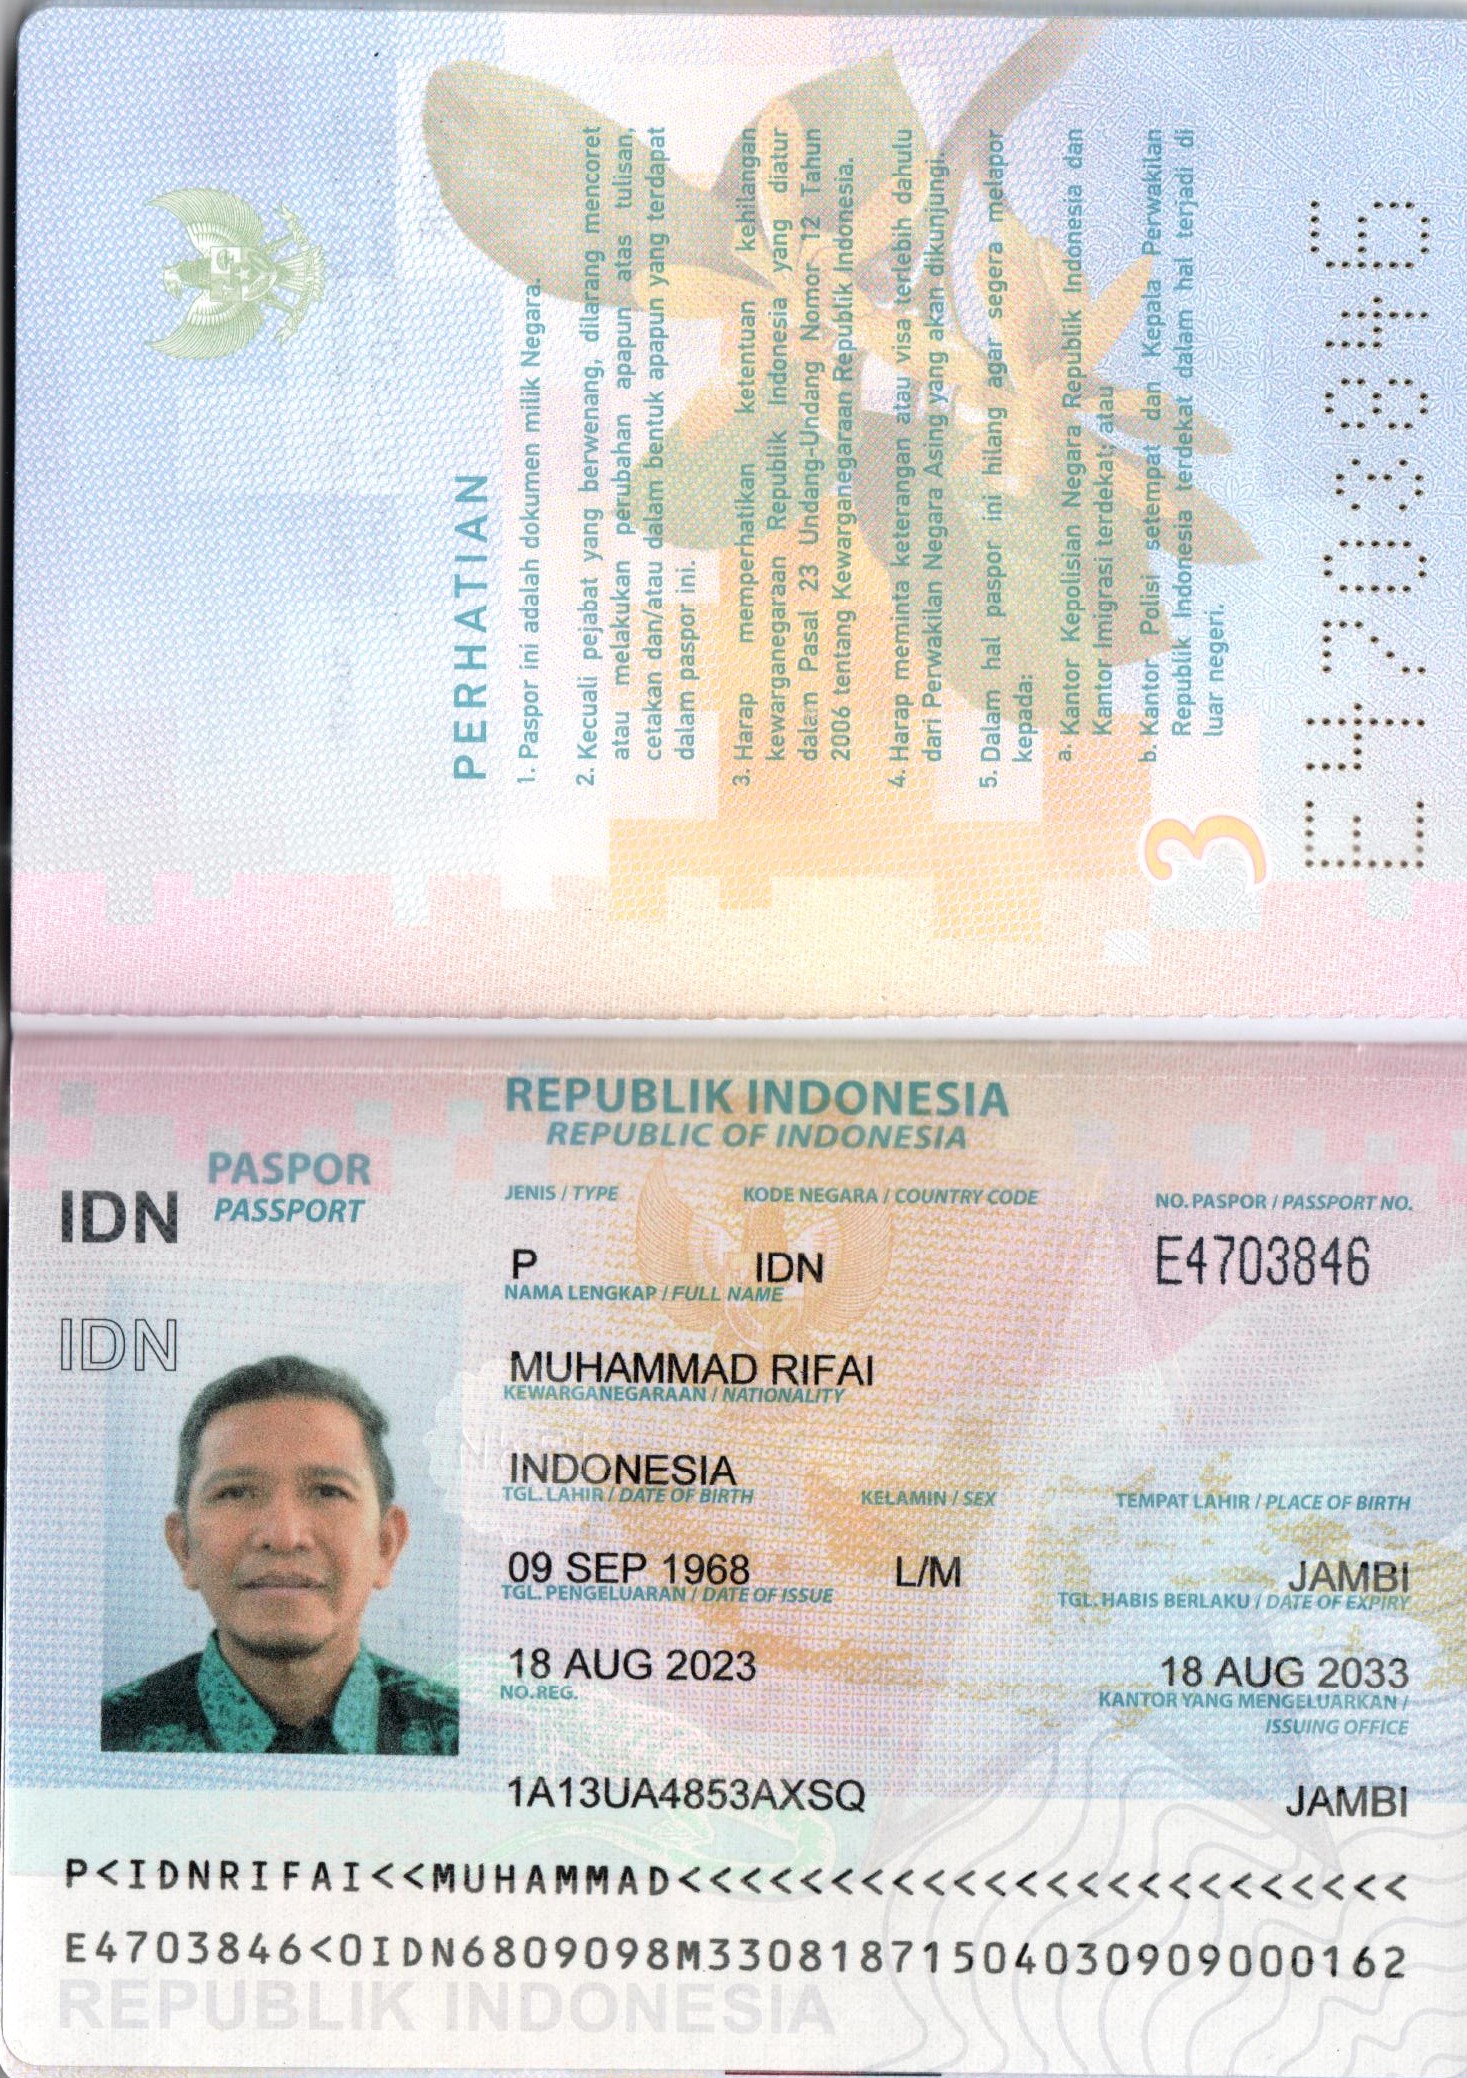 PERHATIAN
1. Paspor ini adalah dokumen milik Negara.
2. Kecuali pejabat yang berwenang, dilarang mencoret
atau melakukan perubahan apapun atas tulisan,
cetakan dan/atau dalam bentuk apapun yang terdapat
dalam paspor ini.
3. Harap memperhatikan ketentuan kehilangan
kewarganegaraan Republik Indonesia yang diatur
dalam Pasal 23 Undang-Undang Nomor 12 Tahun
2006 tentang Kewarganegaraan Republik Indonesia.
4. Harap meminta keterangan atau visa terlebih dahulu
dari Perwakilan Negara Asing yang akan dikunjungi.
5. Dalam hal paspor ini hilang agar segera melapor
kepada:
a. Kantor Kepolisian Negara Republik Indonesia dan
Kantor Imigrasi terdekat; atau
b. Kantor Polisi setempat dan Kepala Perwakilan
Republik Indonesia terdekat dalam hal terjadi di
luar negeri.
3
E4703846
REPUBLIK INDONESIA
REPUBLIC OF INDONESIA
IDN
PASPOR
PASSPORT
IDN
JENIS / TYPE KODE NEGARA / COUNTRY CODE NO. PASPOR / PASSPORT NO.
P IDN E4703846
NAMA LENGKAP / FULL NAME
MUHAMMAD RIFAI
KEWARGANEGARAAN / NATIONALITY
INDONESIA
TGL. LAHIR / DATE OF BIRTH KELAMIN / SEX TEMPAT LAHIR / PLACE OF BIRTH
09 SEP 1968 L/M JAMBI
TGL. PENGELUARAN / DATE OF ISSUE TGL. HABIS BERLAKU / DATE OF EXPIRY
18 AUG 2023 18 AUG 2033
NO. REG. KANTOR YANG MENGELUARKAN /
ISSUING OFFICE
1A13UA4853AXSQ JAMBI
P<IDNRIFAI<<MUHAMMAD<<<<<<<<<<<<<<<<<<<<<<<<
E4703846<0IDN6809098M3308187150403090900​0162
REPUBLIK INDONESIA